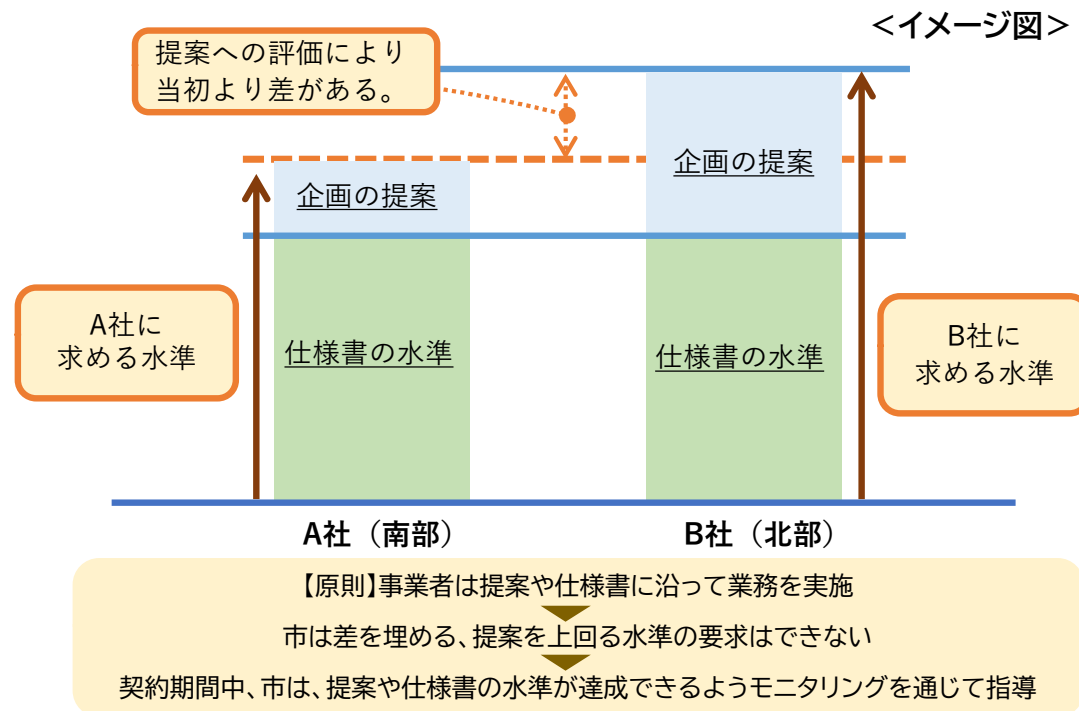 <イメージ図>
提案への評価により
当初より差がある。
企画の提案
企画の提案
A社に
求める水準
仕様書の水準
仕様書の水準
B社に
求める水準
A社（南部）
B社（北部）
【原則】事業者は提案や仕様書に沿って業務を実施
市は差を埋める、提案を上回る水準の要求はできない
契約期間中、市は、提案や仕様書の水準が達成できるようモニタリングを通じて指導